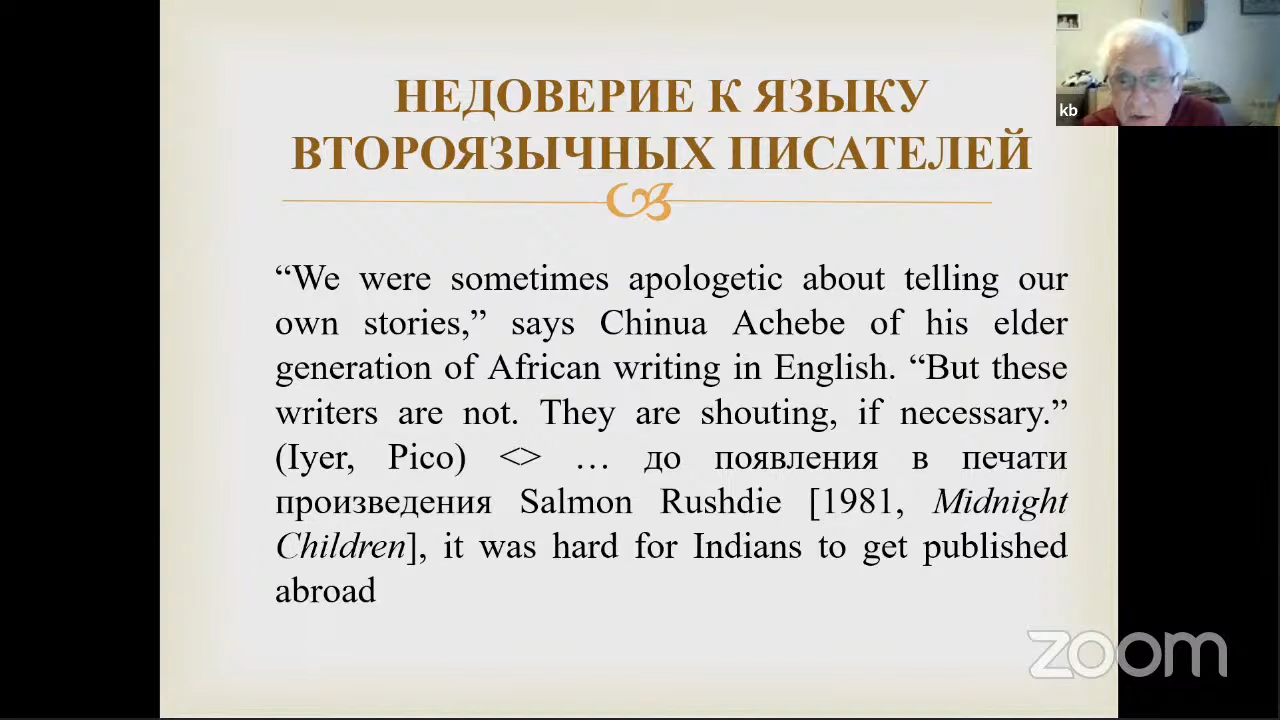 НЕДОВЕРИЕ К ЯЗЫКУ
ВТОРОЯЗЫЧНЫХ ПИСАТЕЛЕЙ
“We were sometimes apologetic about telling our
own stories,” says Chinua Achebe of his elder
generation of African writing in English. “But these
writers are not. They are shouting, if necessary.”
(Iyer, Pico) <> … до появления в печати
произведения Salmon Rushdie [1981, Midnight
Children], it was hard for Indians to get published
abroad
kb
zoom